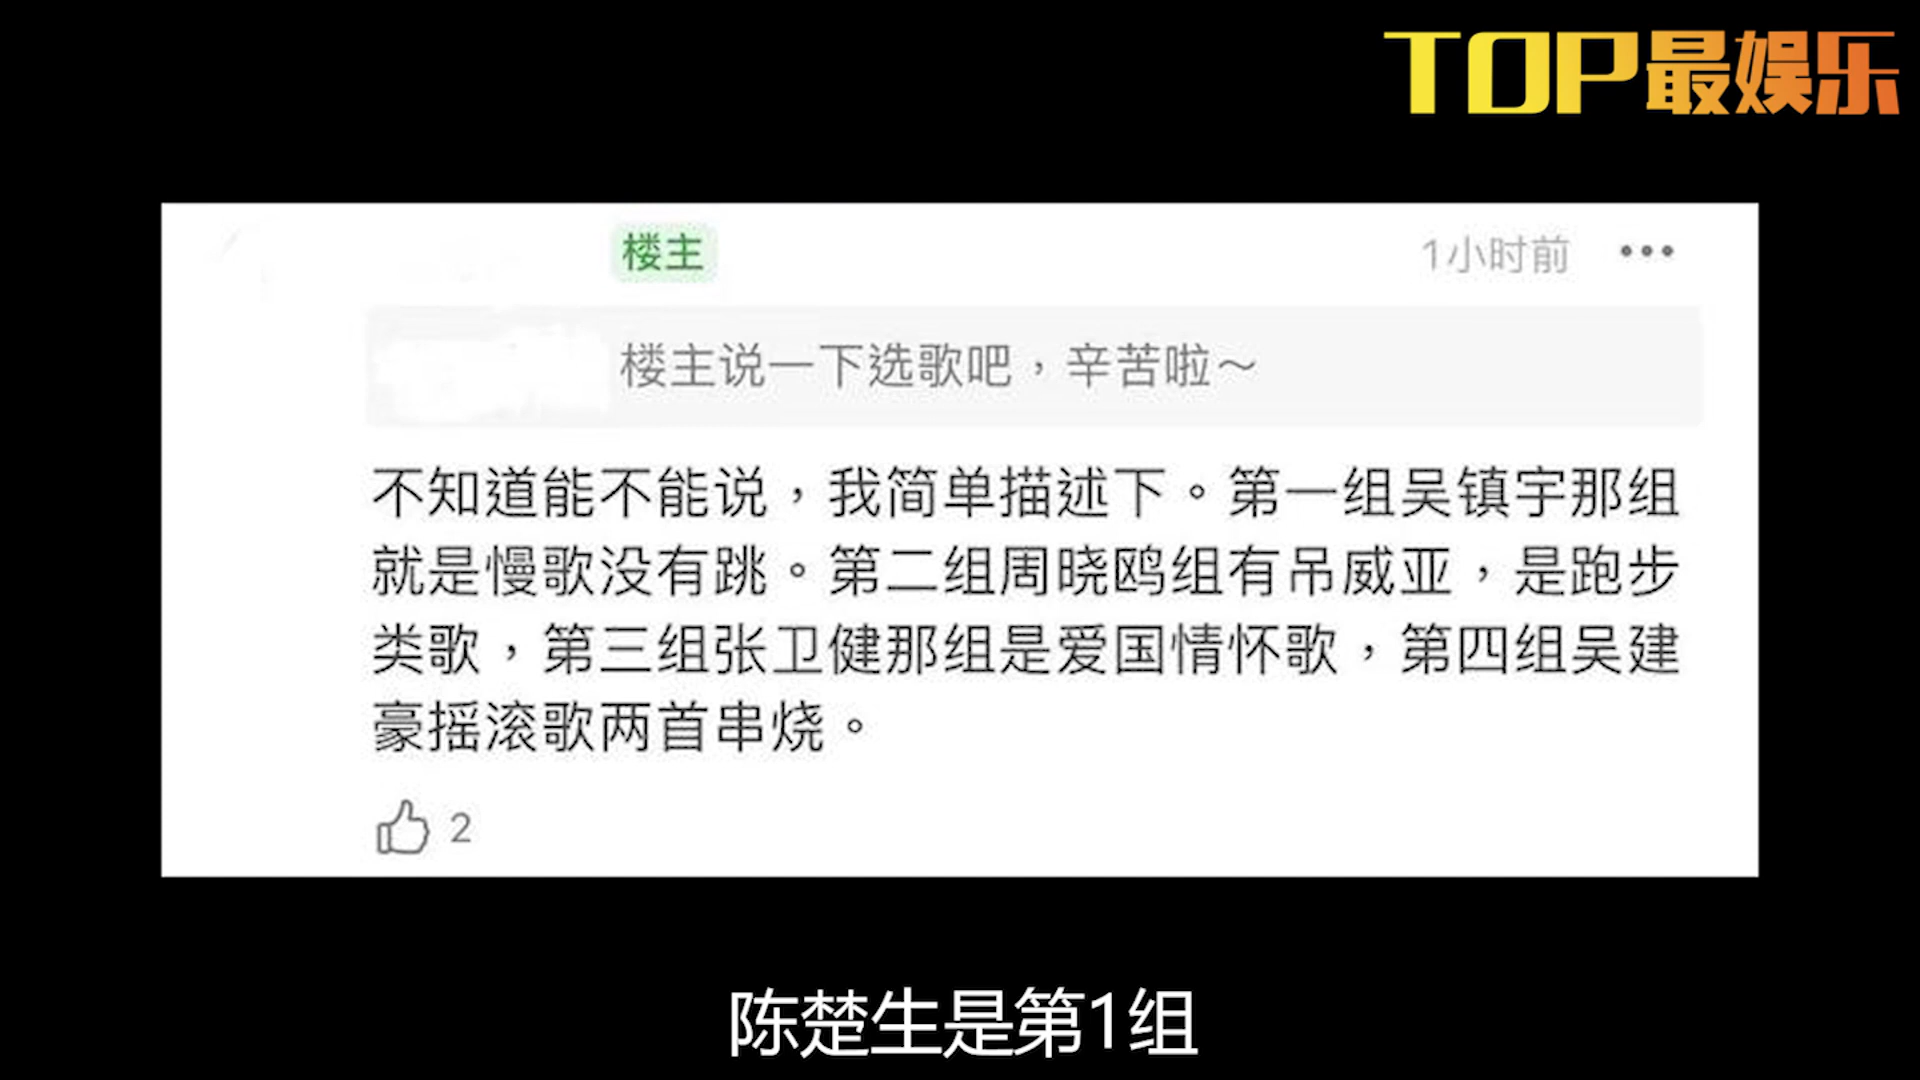 TOP最娱乐
楼主
1小时前
楼主说一下选歌吧，辛苦啦～
不知道能不能说，我简单描述下。第一组吴镇宇那组
就是慢歌没有跳。第二组周晓鸥组有吊威亚，是跑步
类歌，第三组张卫健那组是爱国情怀歌，第四组吴建
豪摇滚歌两首串烧。
2
陈楚生是第1组